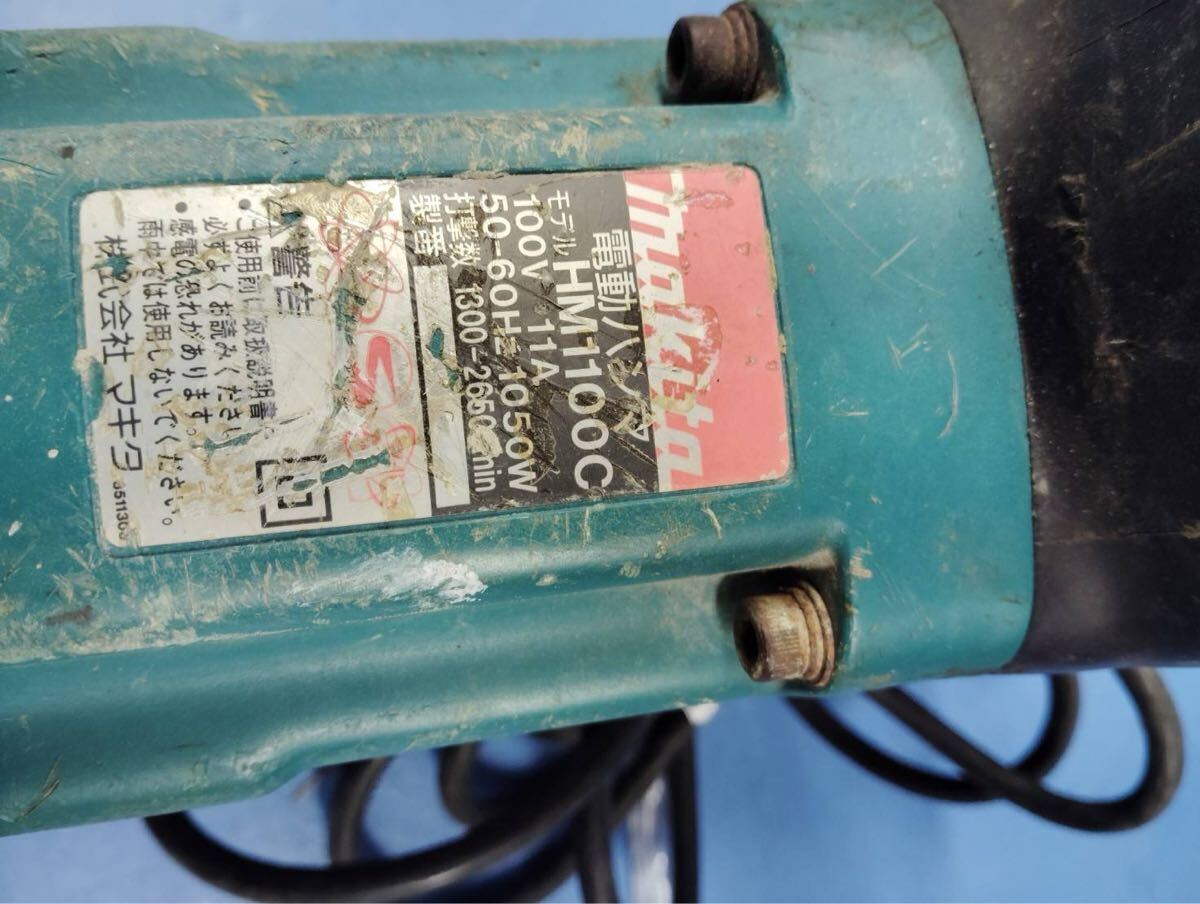 makita
電動ハンマ
モデル HM1100C
100V 11A
50-60Hz 1050W
打撃数 1300-2650 min
製番
警告
ご使用前に取扱説明書を
必ずよくお読みください
感電の恐れがあります。
雨中では使用しないでください。
株式会社 マキタ